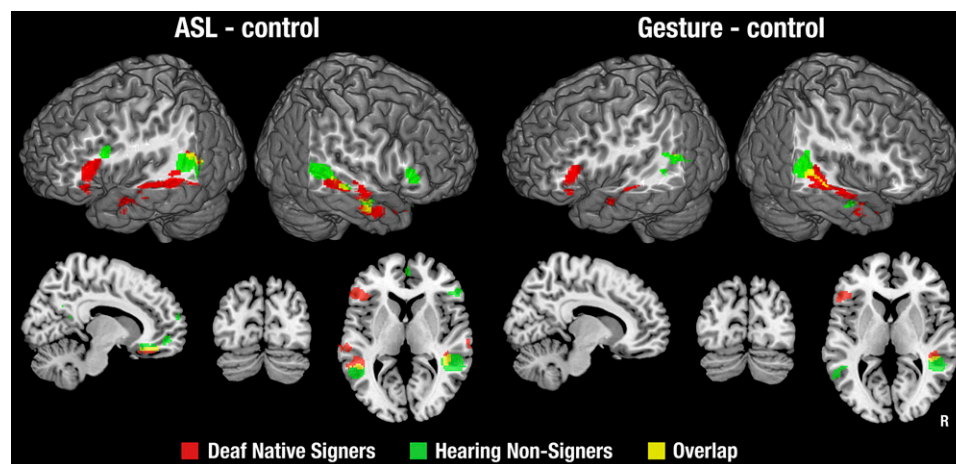 ASL - control
Gesture - control
R
Deaf Native Signers
Hearing Non-Signers
Overlap